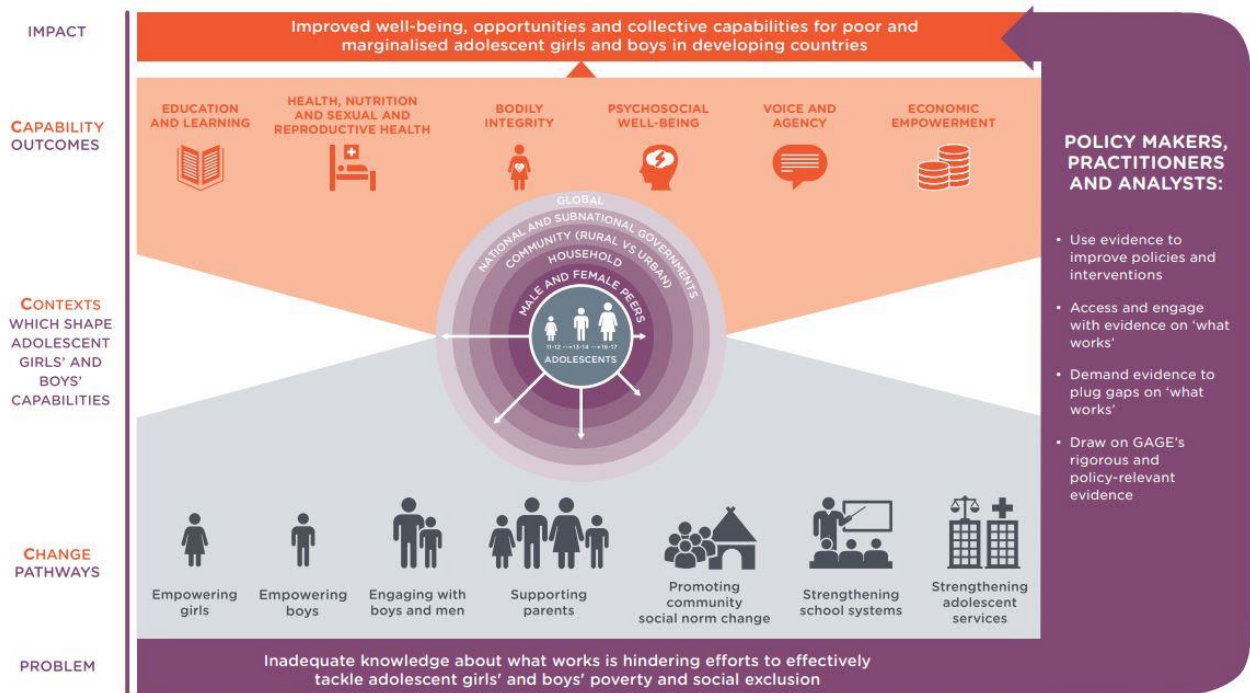 IMPACT
Improved well-being, opportunities and collective capabilities for poor and
marginalised adolescent girls and boys in developing countries
CAPABILITY
OUTCOMES
EDUCATION
AND LEARNING
HEALTH, NUTRITION
AND SEXUAL AND
REPRODUCTIVE HEALTH
BODILY
INTEGRITY
PSYCHOSOCIAL
WELL-BEING
VOICE AND
AGENCY
ECONOMIC
EMPOWERMENT
CONTEXTS
WHICH SHAPE
ADOLESCENT
GIRLS' AND
BOYS'
CAPABILITIES
GLOBAL
NATIONAL AND SUBNATIONAL GOVERNMENTS
COMMUNITY (RURAL VS URBAN)
HOUSEHOLD
MALE AND FEMALE PEERS
11-12 13-14 16-17
ADOLESCENTS
CHANGE
PATHWAYS
Empowering
girls
Empowering
boys
Engaging with
boys and men
Supporting
parents
Promoting
community
social norm change
Strengthening
school systems
Strengthening
adolescent
services
PROBLEM
Inadequate knowledge about what works is hindering efforts to effectively
tackle adolescent girls' and boys' poverty and social exclusion
POLICY MAKERS,
PRACTITIONERS
AND ANALYSTS:
• Use evidence to
improve policies and
interventions
• Access and engage
with evidence on ‘what
works’
• Demand evidence to
plug gaps on ‘what
works’
• Draw on GAGE’s
rigorous and
policy-relevant
evidence